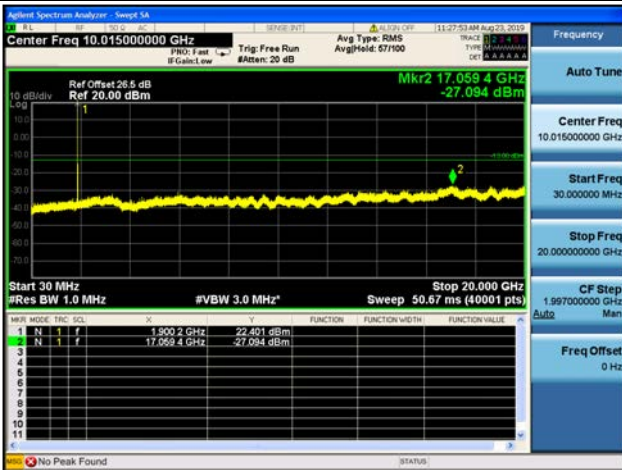 Agilent Spectrum Analyzer - Swept SA
RL RF 50 Ω AC SENSE:INT ALIGN OFF 11:27:53 AM Aug 23, 2019
Center Freq 10.015000000 GHz
PNO: Fast
IFGain:Low
Trig: Free Run
#Atten: 20 dB
Avg Type: RMS
Avg|Hold: 57/100
TRACE 1 2 3 4 5 6
TYPE
DET A A A A A A
Mkr2 17.059 4 GHz
-27.094 dBm
Ref Offset 26.5 dB
Ref 20.00 dBm
10 dB/div
Log
10.0
0.00
-10.0
-20.0
-30.0
-40.0
-50.0
-60.0
-70.0
1
2
-13.00 dBm
Start 30 MHz
Stop 20.000 GHz
#Res BW 1.0 MHz
#VBW 3.0 MHz*
Sweep 50.67 ms (40001 pts)
MKR MODE TRC SCL X Y FUNCTION FUNCTION WIDTH FUNCTION VALUE
1 N 1 f 1.900 2 GHz 22.401 dBm
2 N 1 f 17.059 4 GHz -27.094 dBm
3
4
5
6
7
8
9
10
11
MSG No Peak Found
STATUS
Frequency
Auto Tune
Center Freq
10.015000000 GHz
Start Freq
30.000000 MHz
Stop Freq
20.000000000 GHz
CF Step
1.997000000 GHz
Auto Man
Freq Offset
0 Hz